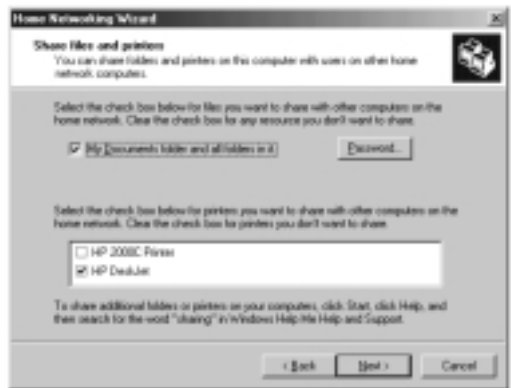 Home Networking Wizard
Share files and printers
You can share folders and printers on this computer with users on other home
network computers.
Select the check box below for files you want to share with other computers on the
home network. Clear the check box for any resource you don't want to share.
My Documents folder and all folders in it.
Password...
Select the check box below for printers you want to share with other computers on the
home network. Clear the check box for printers you don't want to share.
HP 2000C Printer
HP DeskJet
To share additional folders or printers on your computers, click Start, click Help, and
then search for the word "sharing" in Windows Help Me Help and Support.
< Back
Next >
Cancel